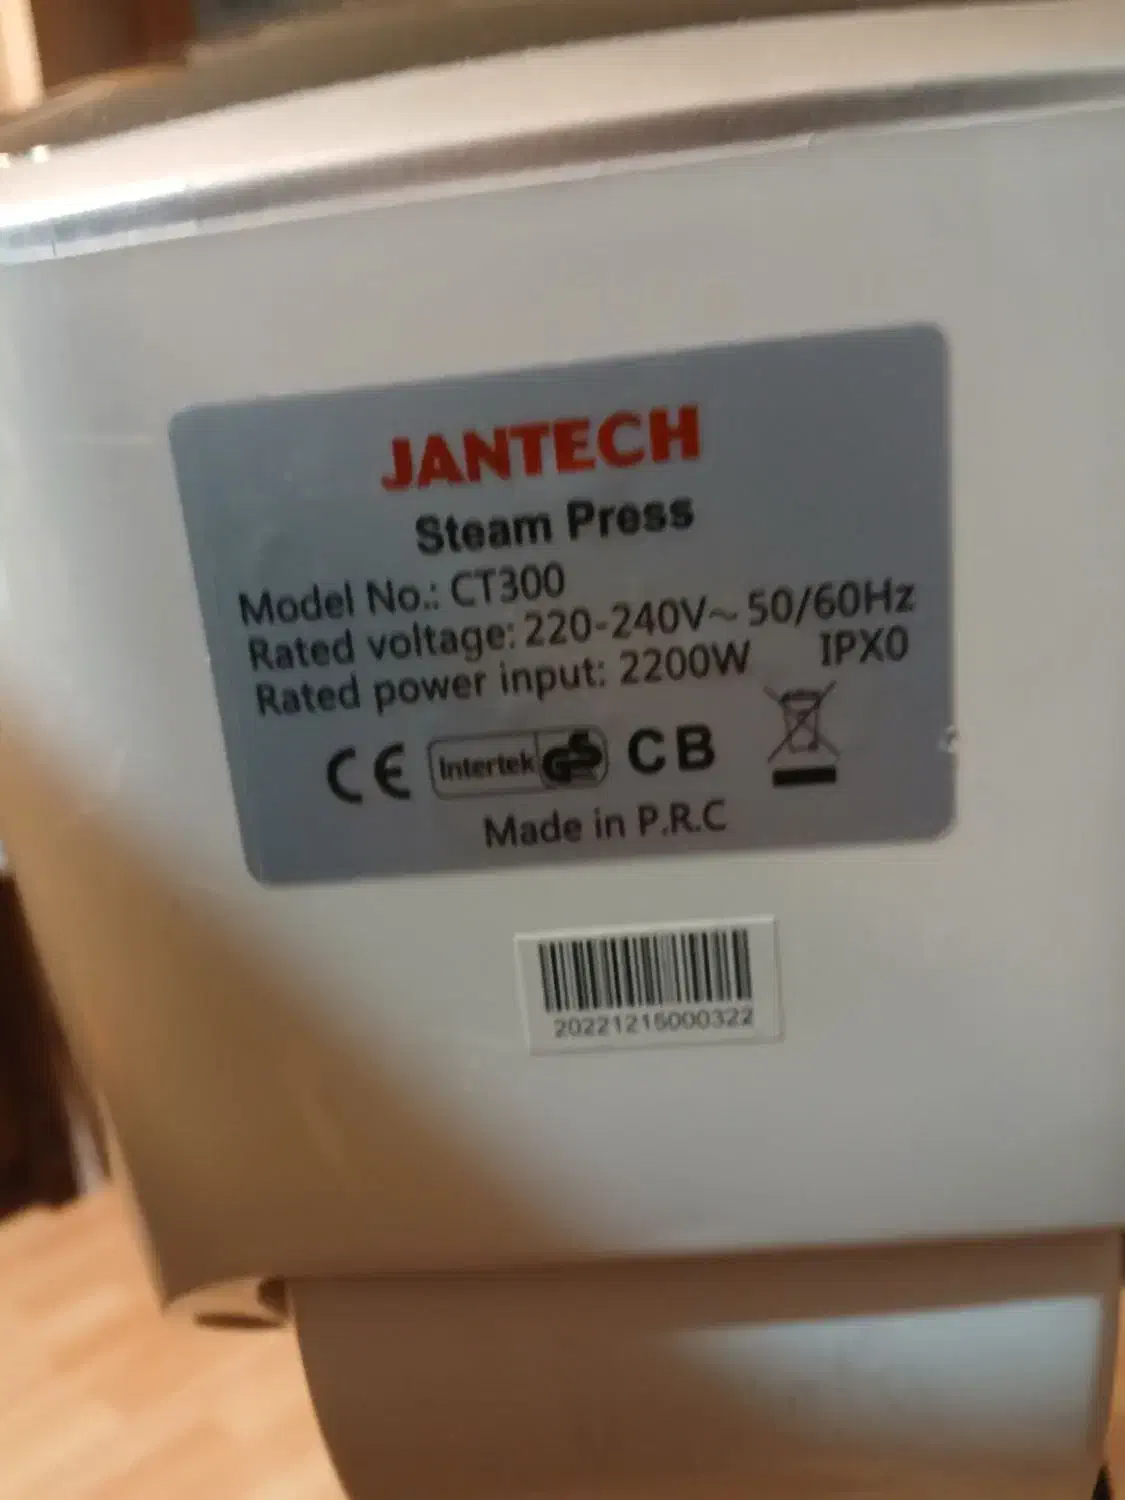 JANTECH
Steam Press
Model No.: CT300
Rated voltage: 220-240V~ 50/60Hz
Rated power input: 2200W IPX0
CE Intertek GS CB
Made in P.R.C
20221215000322